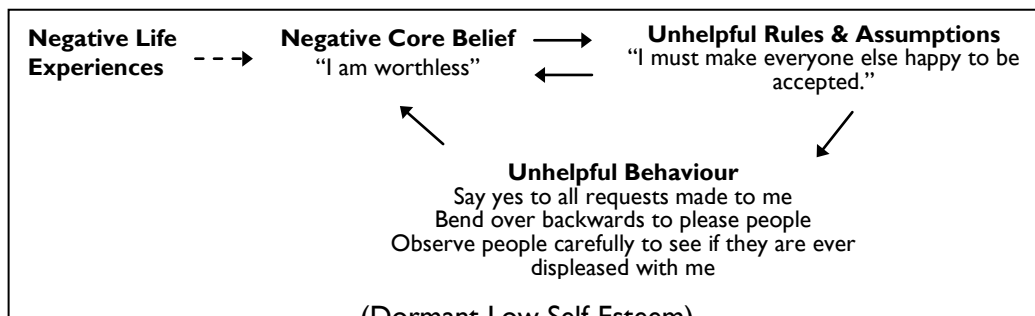 Negative Life
Experiences
Negative Core Belief
“I am worthless”
Unhelpful Rules & Assumptions
“I must make everyone else happy to be
accepted.”
Unhelpful Behaviour
Say yes to all requests made to me
Bend over backwards to please people
Observe people carefully to see if they are ever
displeased with me
(Dormant Low Self-Esteem)